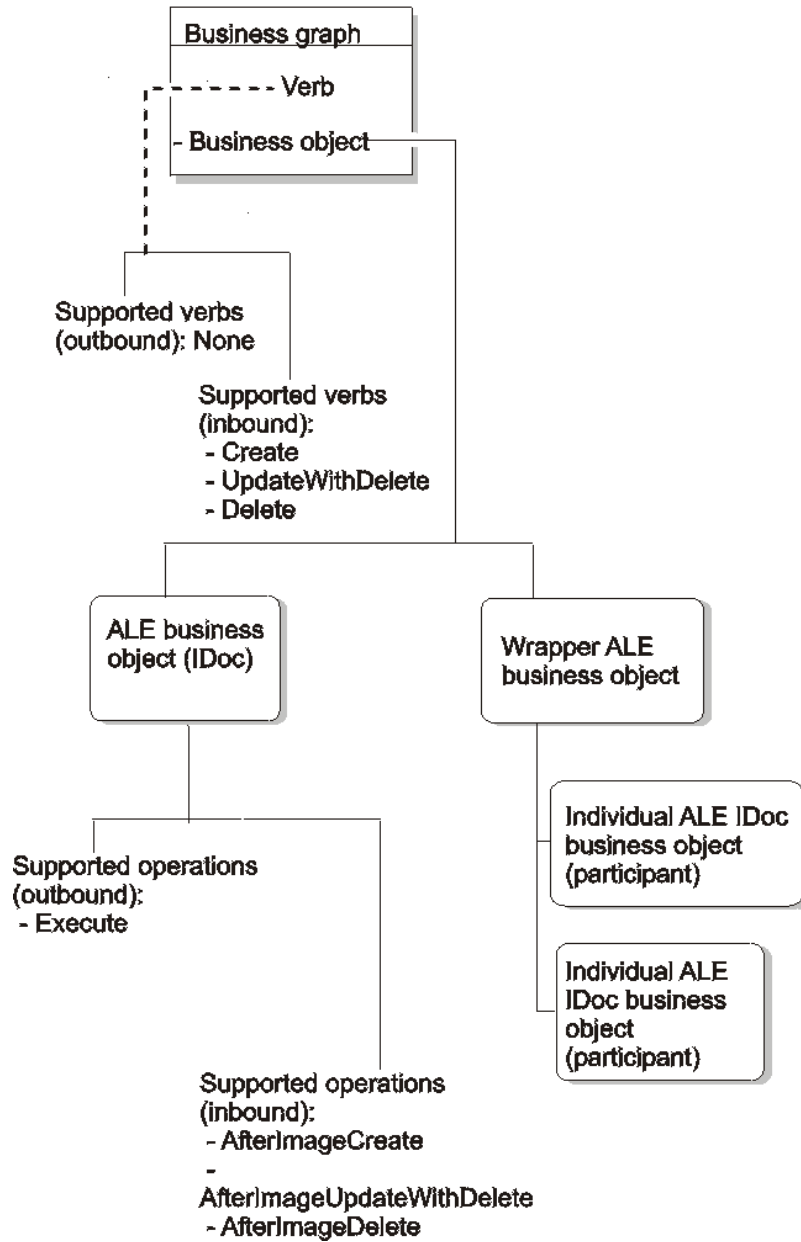 Business graph
Verb
- Business object
Supported verbs
(outbound): None
Supported verbs
(inbound):
- Create
- UpdateWithDelete
- Delete
ALE business
object (IDoc)
Wrapper ALE
business object
Individual ALE IDoc
business object
(participant)
Supported operations
(outbound):
- Execute
Individual ALE
IDoc business
object
(participant)
Supported operations
(inbound):
- AfterImageCreate
-
AfterImageUpdateWithDelete
- AfterImageDelete